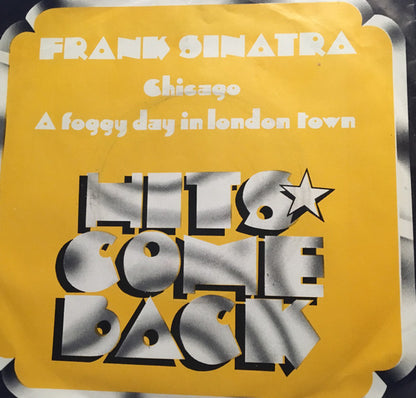 FRANK SINATRA
Chicago
A foggy day in london town
HITS
COME
BACK